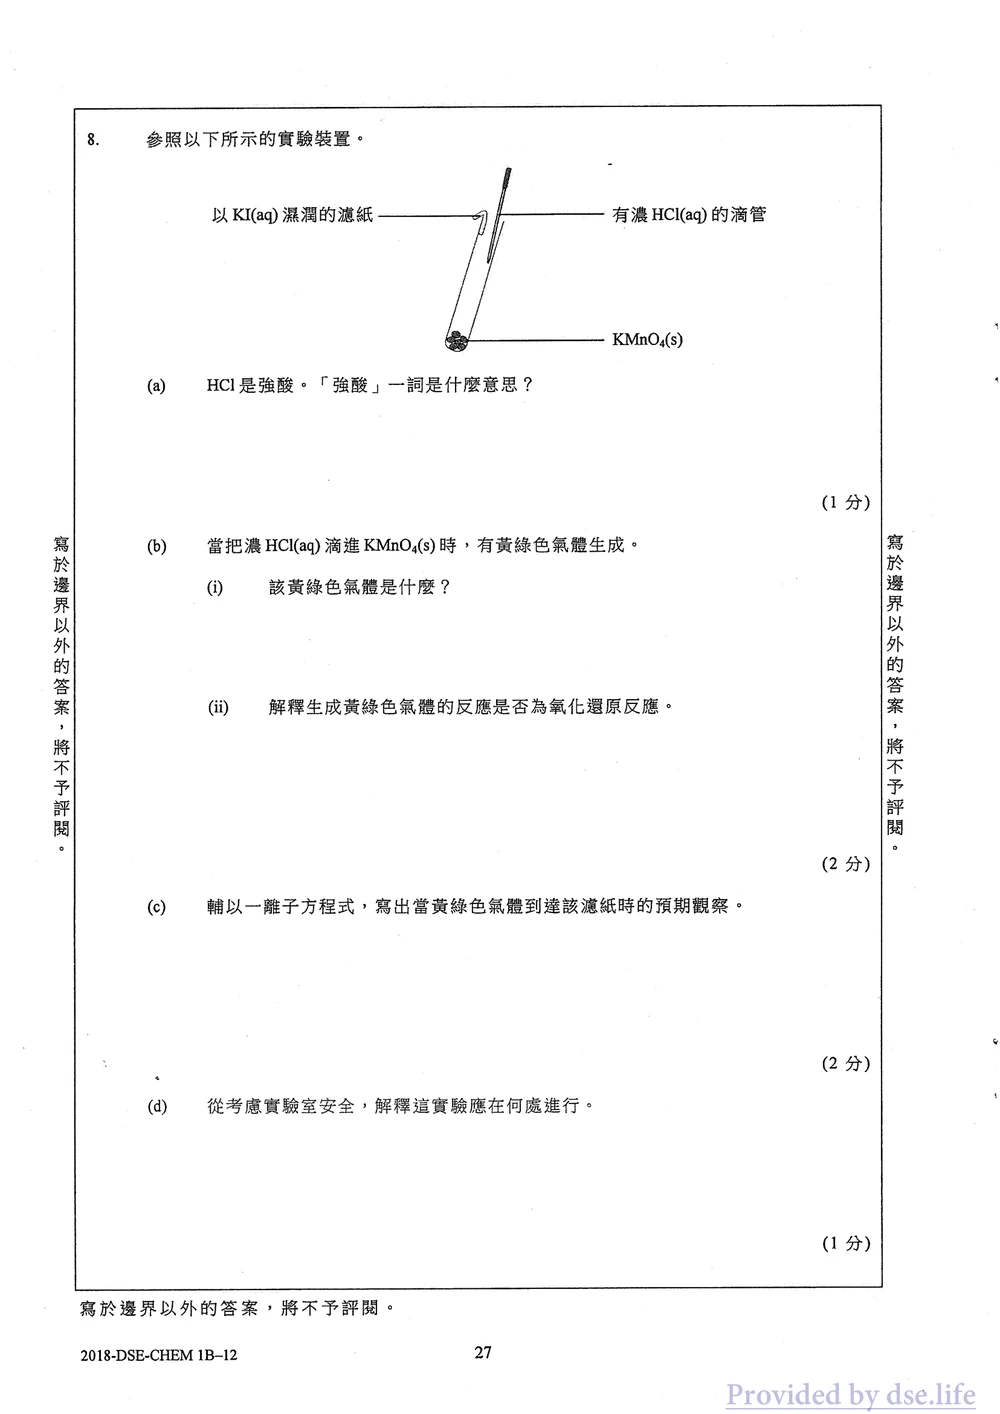 8. 參照以下所示的實驗裝置。
以 KI(aq) 濕潤的濾紙
有濃 HCl(aq) 的滴管
KMnO₄(s)
(a) HCl 是強酸。「強酸」一詞是什麼意思？
(1 分)
(b) 當把濃 HCl(aq) 滴進 KMnO₄(s) 時，有黃綠色氣體生成。
(i) 該黃綠色氣體是什麼？
(ii) 解釋生成黃綠色氣體的反應是否為氧化還原反應。
(2 分)
(c) 輔以一離子方程式，寫出當黃綠色氣體到達該濾紙時的預期觀察。
(2 分)
(d) 從考慮實驗室安全，解釋這實驗應在何處進行。
(1 分)
寫於邊界以外的答案，將不予評閱。
寫於邊界以外的答案，將不予評閱。
寫於邊界以外的答案，將不予評閱。
2018-DSE-CHEM 1B–12
27
Provided by dse.life